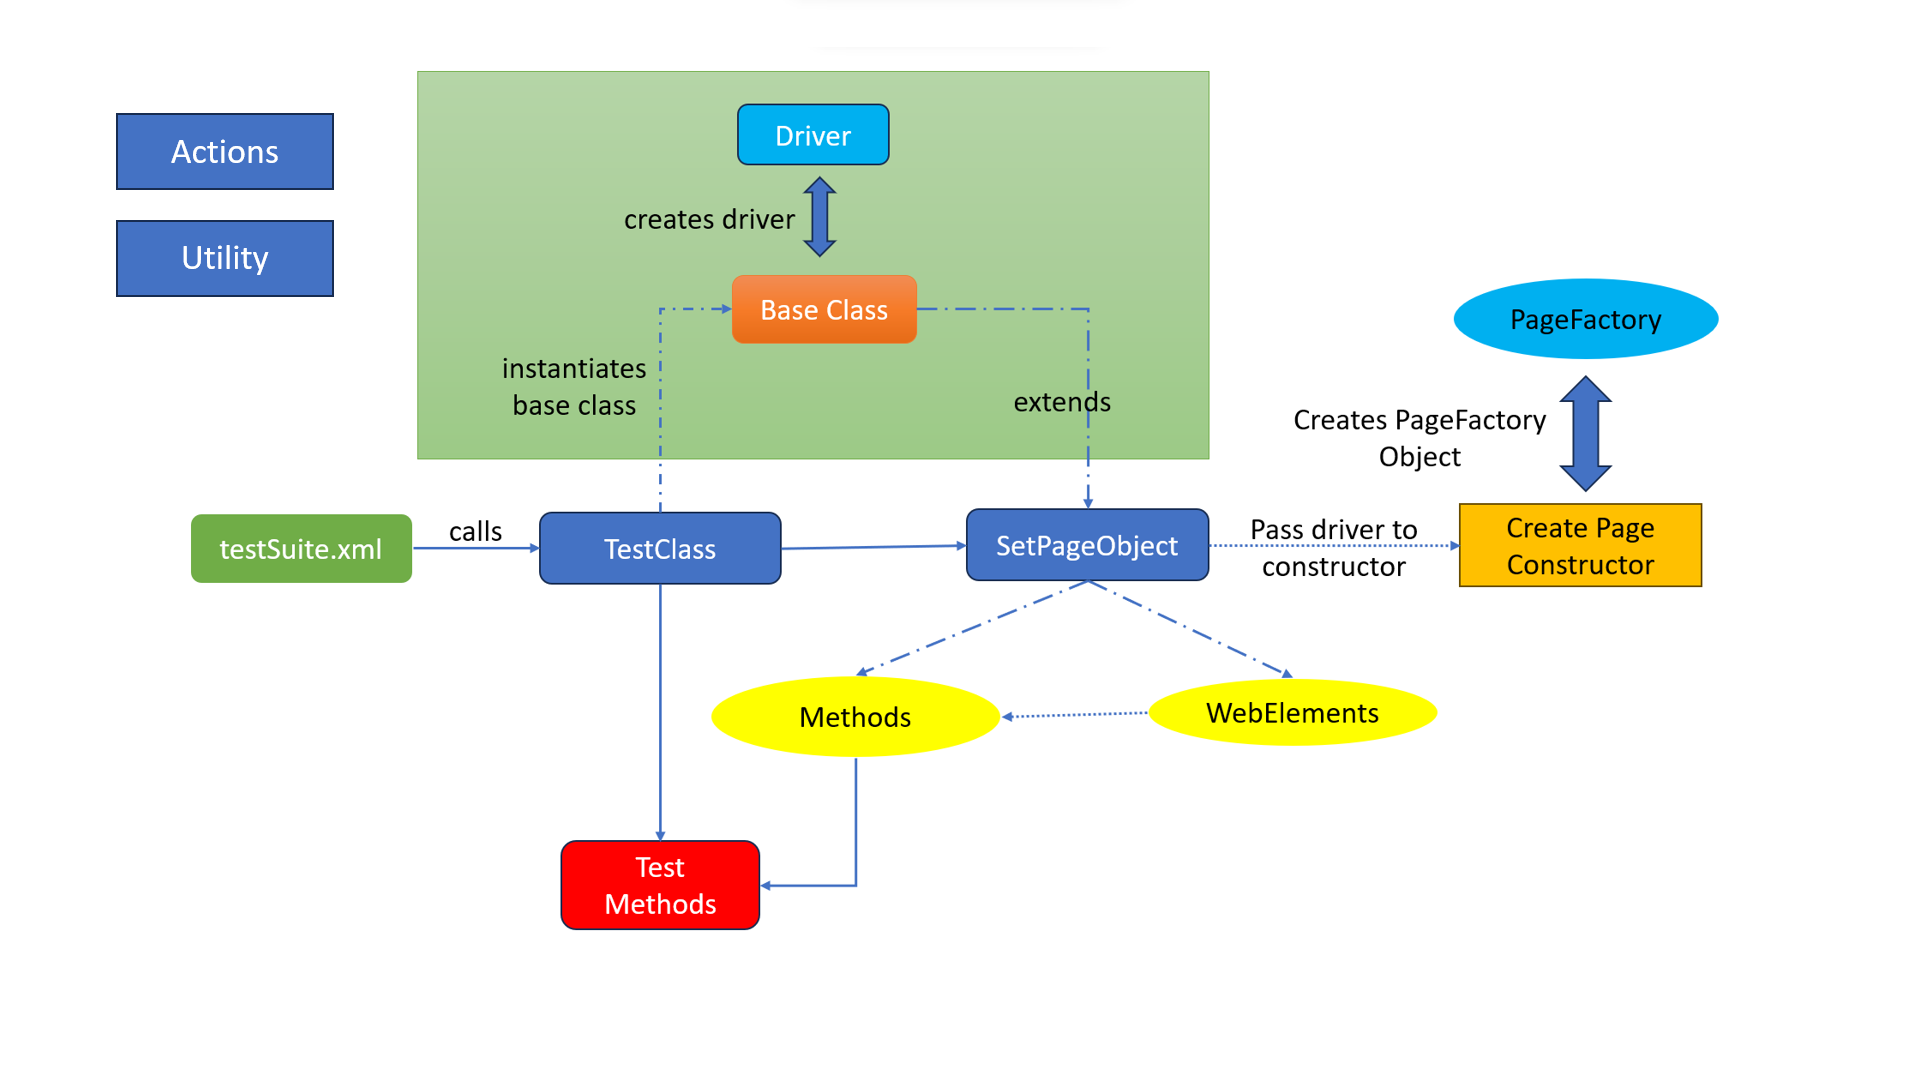 Actions
Utility
Driver
creates driver
Base Class
instantiates
base class
extends
PageFactory
Creates PageFactory
Object
testSuite.xml
calls
TestClass
SetPageObject
Pass driver to
constructor
Create Page
Constructor
Methods
WebElements
Test
Methods